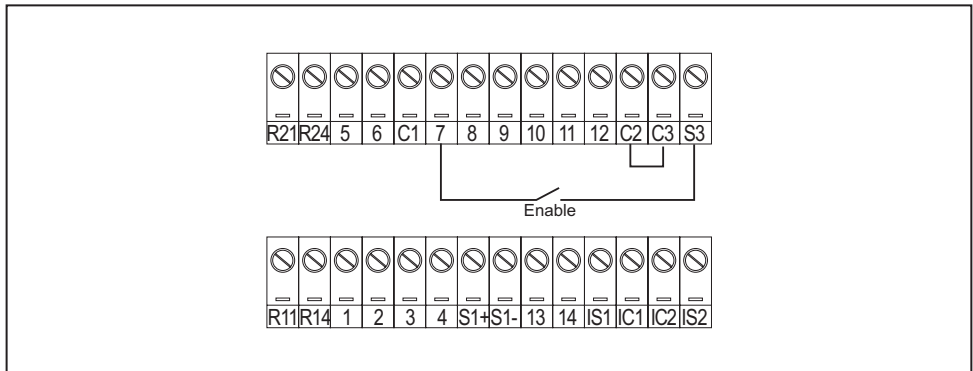 R21 R24 5 6 C1 7 8 9 10 11 12 C2 C3 S3
Enable
R11 R14 1 2 3 4 S1+ S1- 13 14 IS1 IC1 IC2 IS2